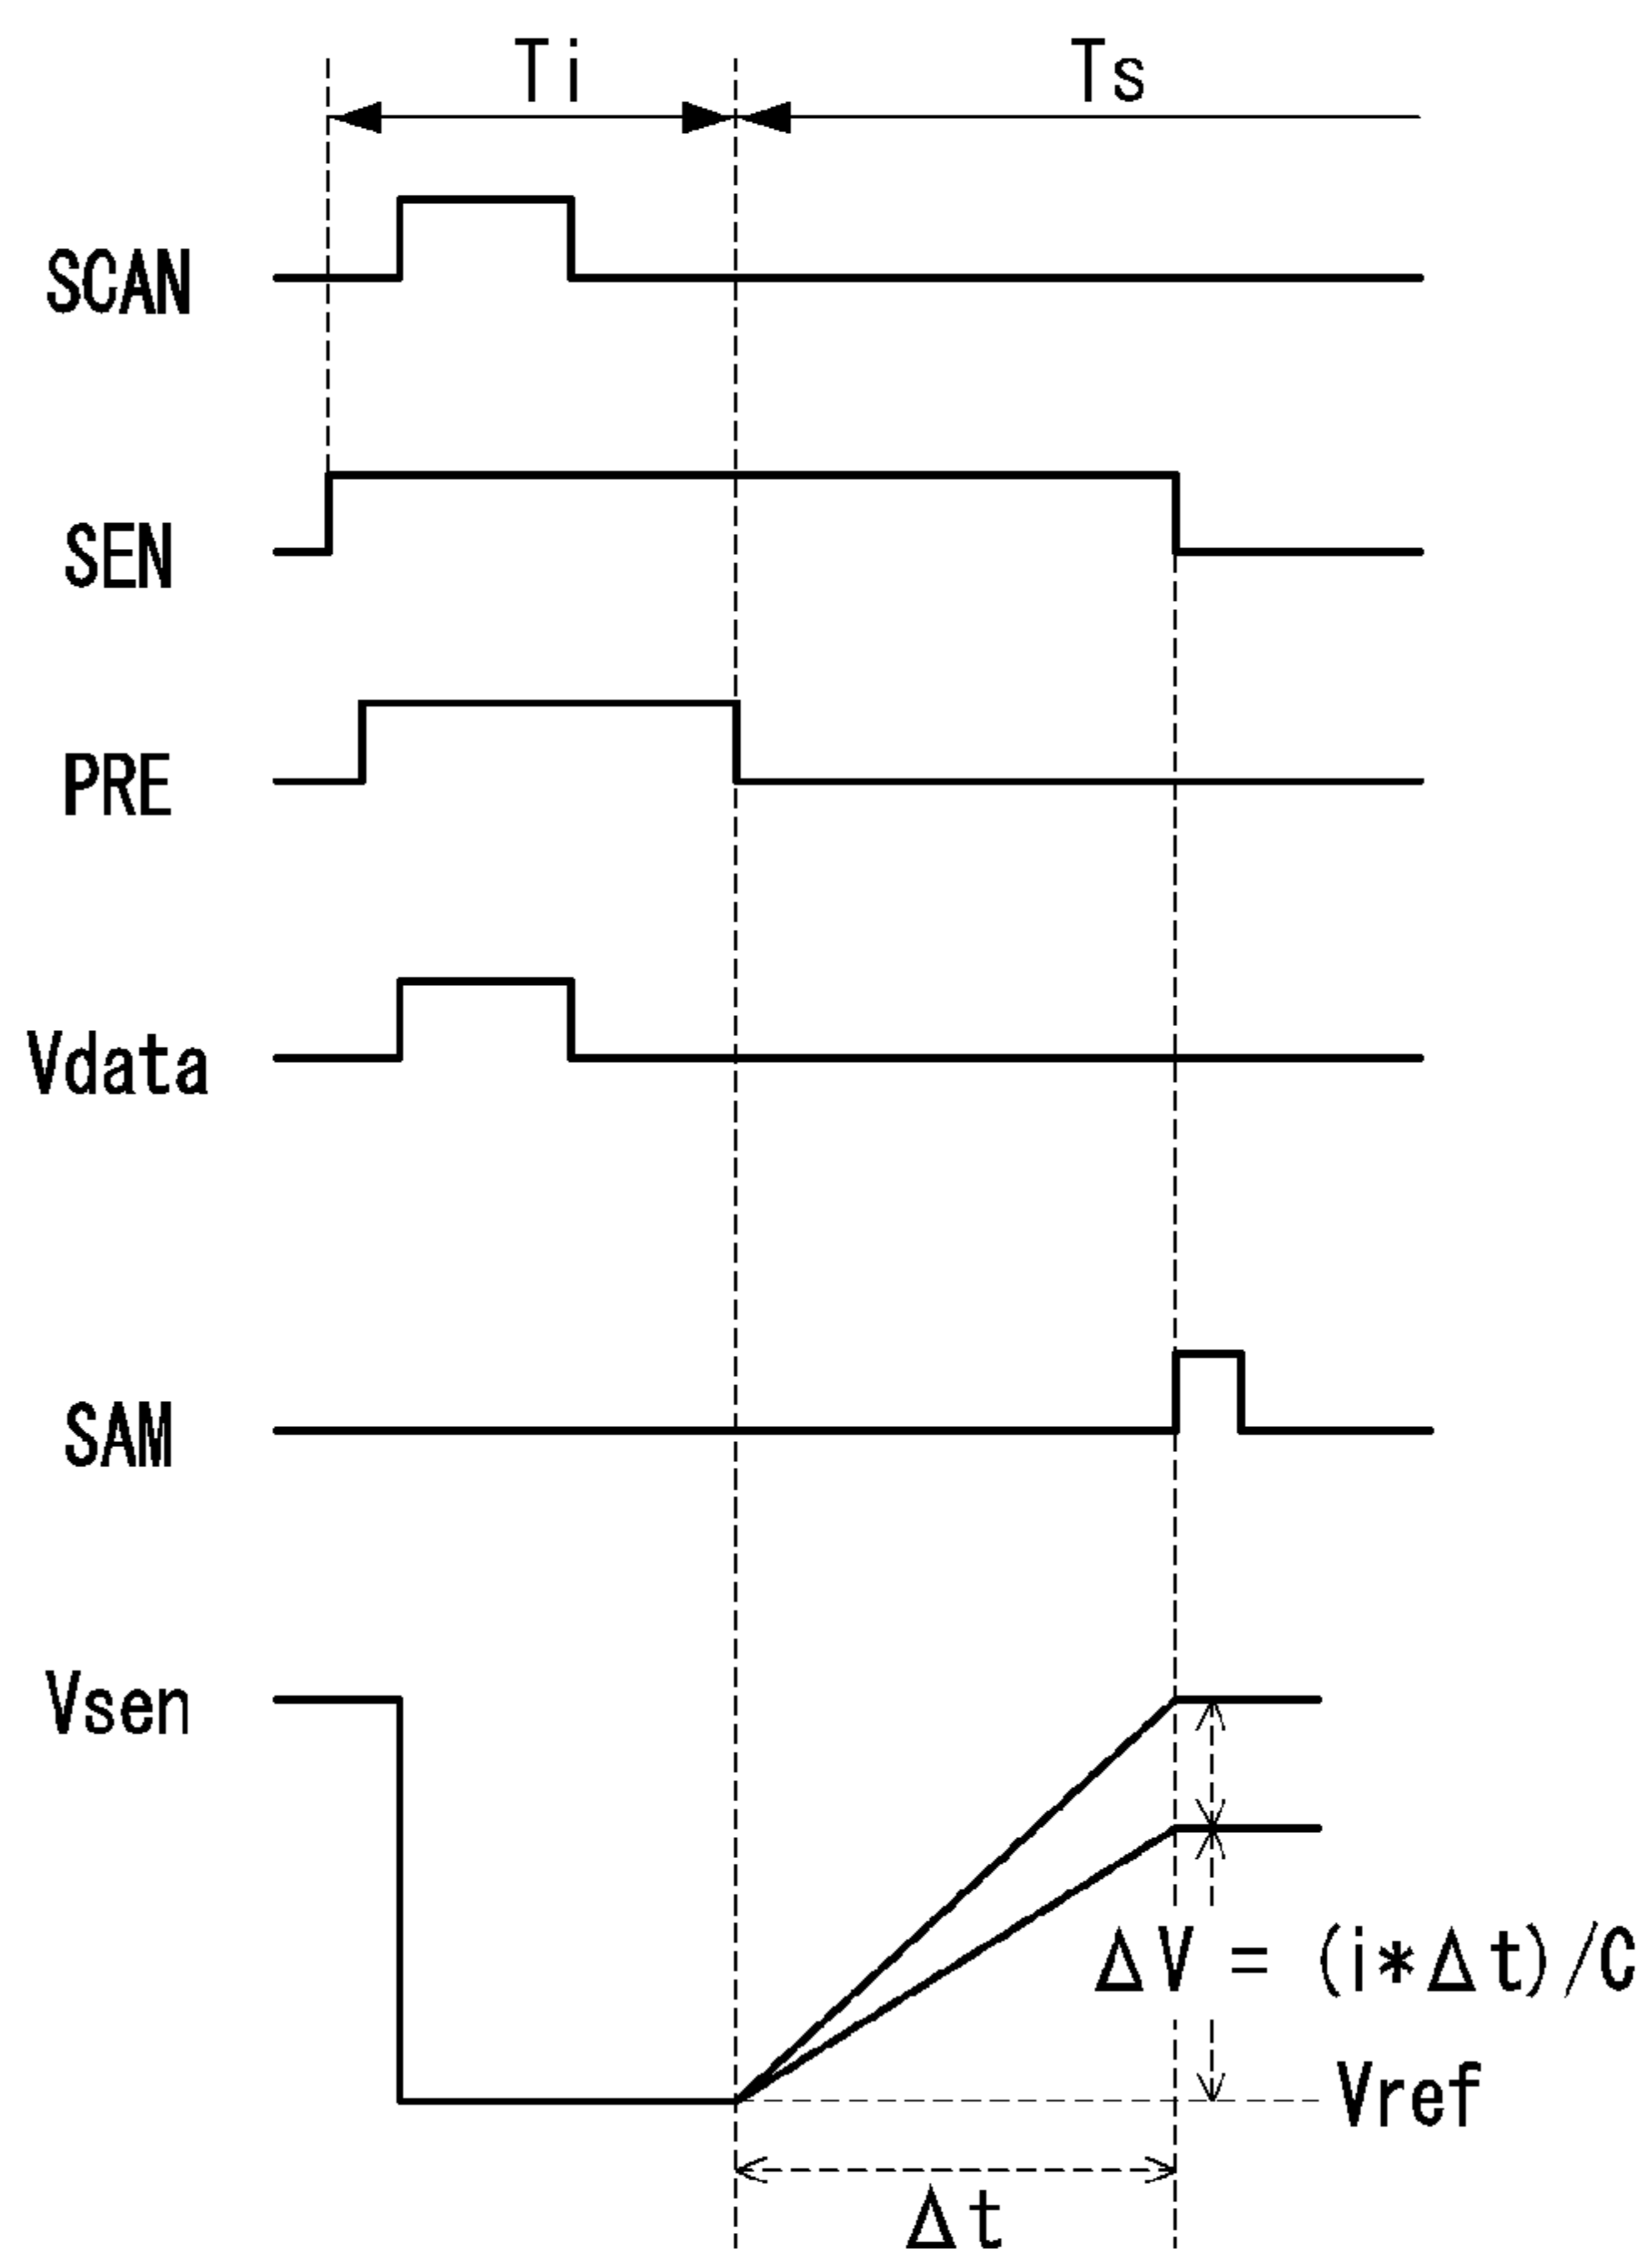 Ti Ts
SCAN
SEN
PRE
Vdata
SAM
Vsen
ΔV = (i*Δt)/C
Vref
Δt